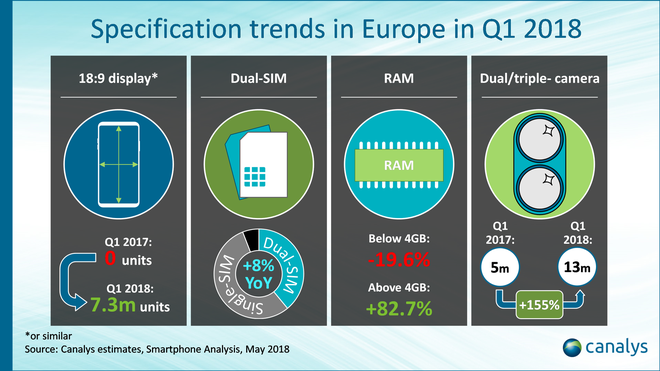 Specification trends in Europe in Q1 2018
18:9 display*
Q1 2017:
0 units
Q1 2018:
7.3m units
Dual-SIM
Dual-SIM
Single-SIM
+8%
YoY
RAM
RAM
Below 4GB:
-19.6%
Above 4GB:
+82.7%
Dual/triple- camera
Q1
2017:
5m
Q1
2018:
13m
+155%
*or similar
Source: Canalys estimates, Smartphone Analysis, May 2018
canalys